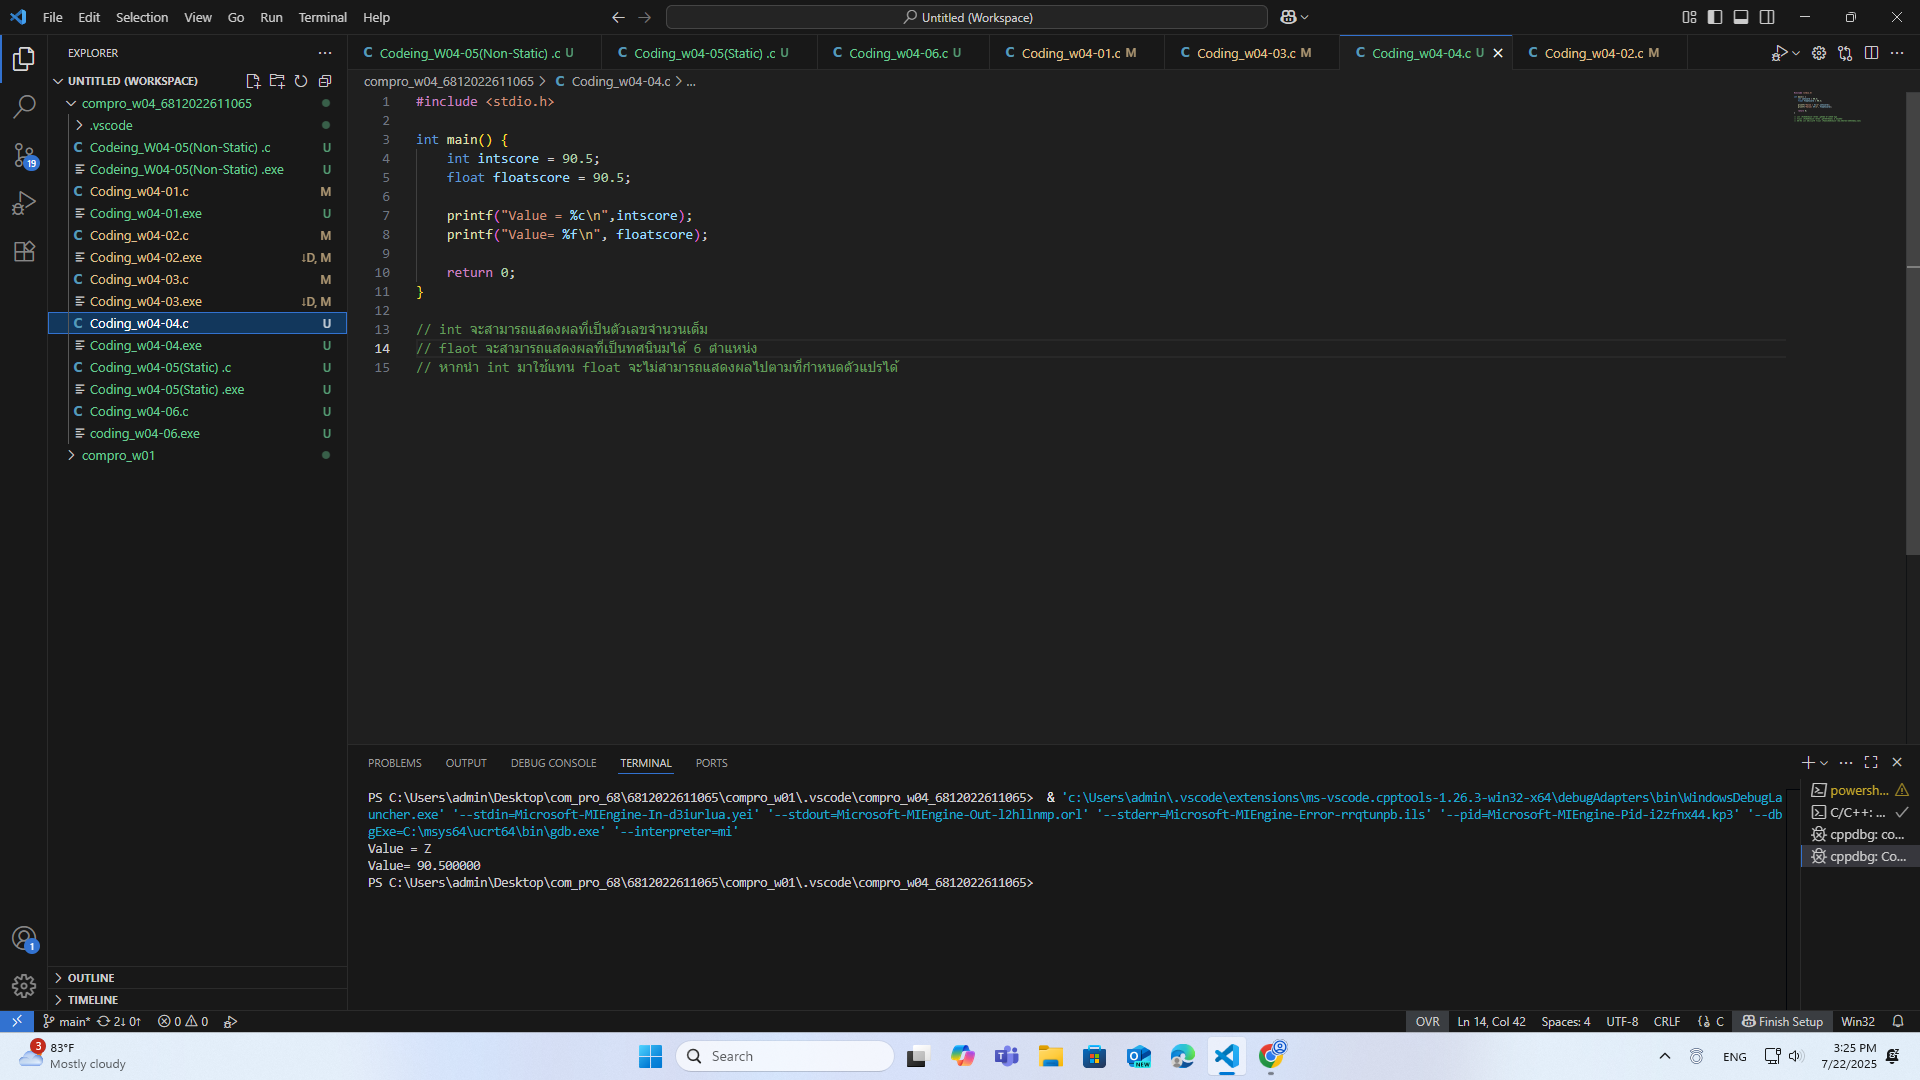 File Edit Selection View Go Run Terminal Help
Untitled (Workspace)
EXPLORER
UNTITLED (WORKSPACE)
compro_w04_6812022611065
.vscode
Codeing_W04-05(Non-Static) .c U
Codeing_W04-05(Non-Static) .exe U
Coding_w04-01.c M
Coding_w04-01.exe U
Coding_w04-02.c M
Coding_w04-02.exe ↓D, M
Coding_w04-03.c M
Coding_w04-03.exe ↓D, M
Coding_w04-04.c U
Coding_w04-04.exe U
Coding_w04-05(Static) .c U
Coding_w04-05(Static) .exe U
Coding_w04-06.c U
coding_w04-06.exe U
compro_w01
OUTLINE
TIMELINE
19
1
Codeing_W04-05(Non-Static) .c U
Coding_w04-05(Static) .c U
Coding_w04-06.c U
Coding_w04-01.c M
Coding_w04-03.c M
Coding_w04-04.c U
Coding_w04-02.c M
compro_w04_6812022611065 > C Coding_w04-04.c > ...
1 #include <stdio.h>
2
3 int main() {
4 int intscore = 90.5;
5 float floatscore = 90.5;
6
7 printf("Value = %c\n",intscore);
8 printf("Value= %f\n", floatscore);
9
10 return 0;
11 }
12
13 // int จะสามารถแสดงผลที่เป็นตัวเลขจำนวนเต็ม
14 // flaot จะสามารถแสดงผลที่เป็นทศนินมได้ 6 ตำแหน่ง
15 // หากนำ int มาใช้แทน float จะไม่สามารถแสดงผลไปตามที่กำหนดตัวแปรได้
PROBLEMS OUTPUT DEBUG CONSOLE TERMINAL PORTS
PS C:\Users\admin\Desktop\com_pro_68\6812022611065\compro_w01\.vscode\compro_w04_6812022611065> & 'c:\Users\admin\.vscode\extensions\ms-vscode.cpptools-1.26.3-win32-x64\debugAdapters\bin\WindowsDebugLa
uncher.exe' '--stdin=Microsoft-MIEngine-In-d3iurlua.yei' '--stdout=Microsoft-MIEngine-Out-l2hllnmp.orl' '--stderr=Microsoft-MIEngine-Error-rrqtunpb.ils' '--pid=Microsoft-MIEngine-Pid-i2zfnx44.kp3' '--db
gExe=C:\msys64\ucrt64\bin\gdb.exe' '--interpreter=mi'
Value = Z
Value= 90.500000
PS C:\Users\admin\Desktop\com_pro_68\6812022611065\compro_w01\.vscode\compro_w04_6812022611065>
powersh...
C/C++: ...
cppdbg: co...
cppdbg: Co...
main* 2↓ 0↑ 0 0
OVR Ln 14, Col 42 Spaces: 4 UTF-8 CRLF C Finish Setup Win32
3
83°F
Mostly cloudy
Search
NEW
ENG
3:25 PM
7/22/2025